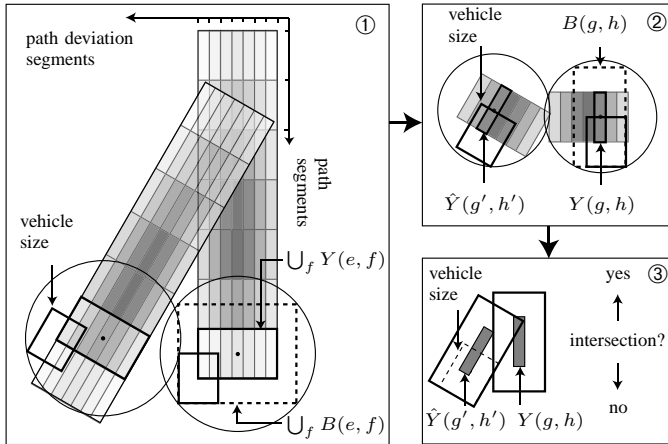 ①
path deviation
segments
path
segments
vehicle
size
⋃_f Y(e, f)
⋃_f B(e, f)
②
vehicle
size
B(g, h)
Ŷ(g′, h′)
Y(g, h)
③
vehicle
size
yes
intersection?
no
Ŷ(g′, h′)
Y(g, h)